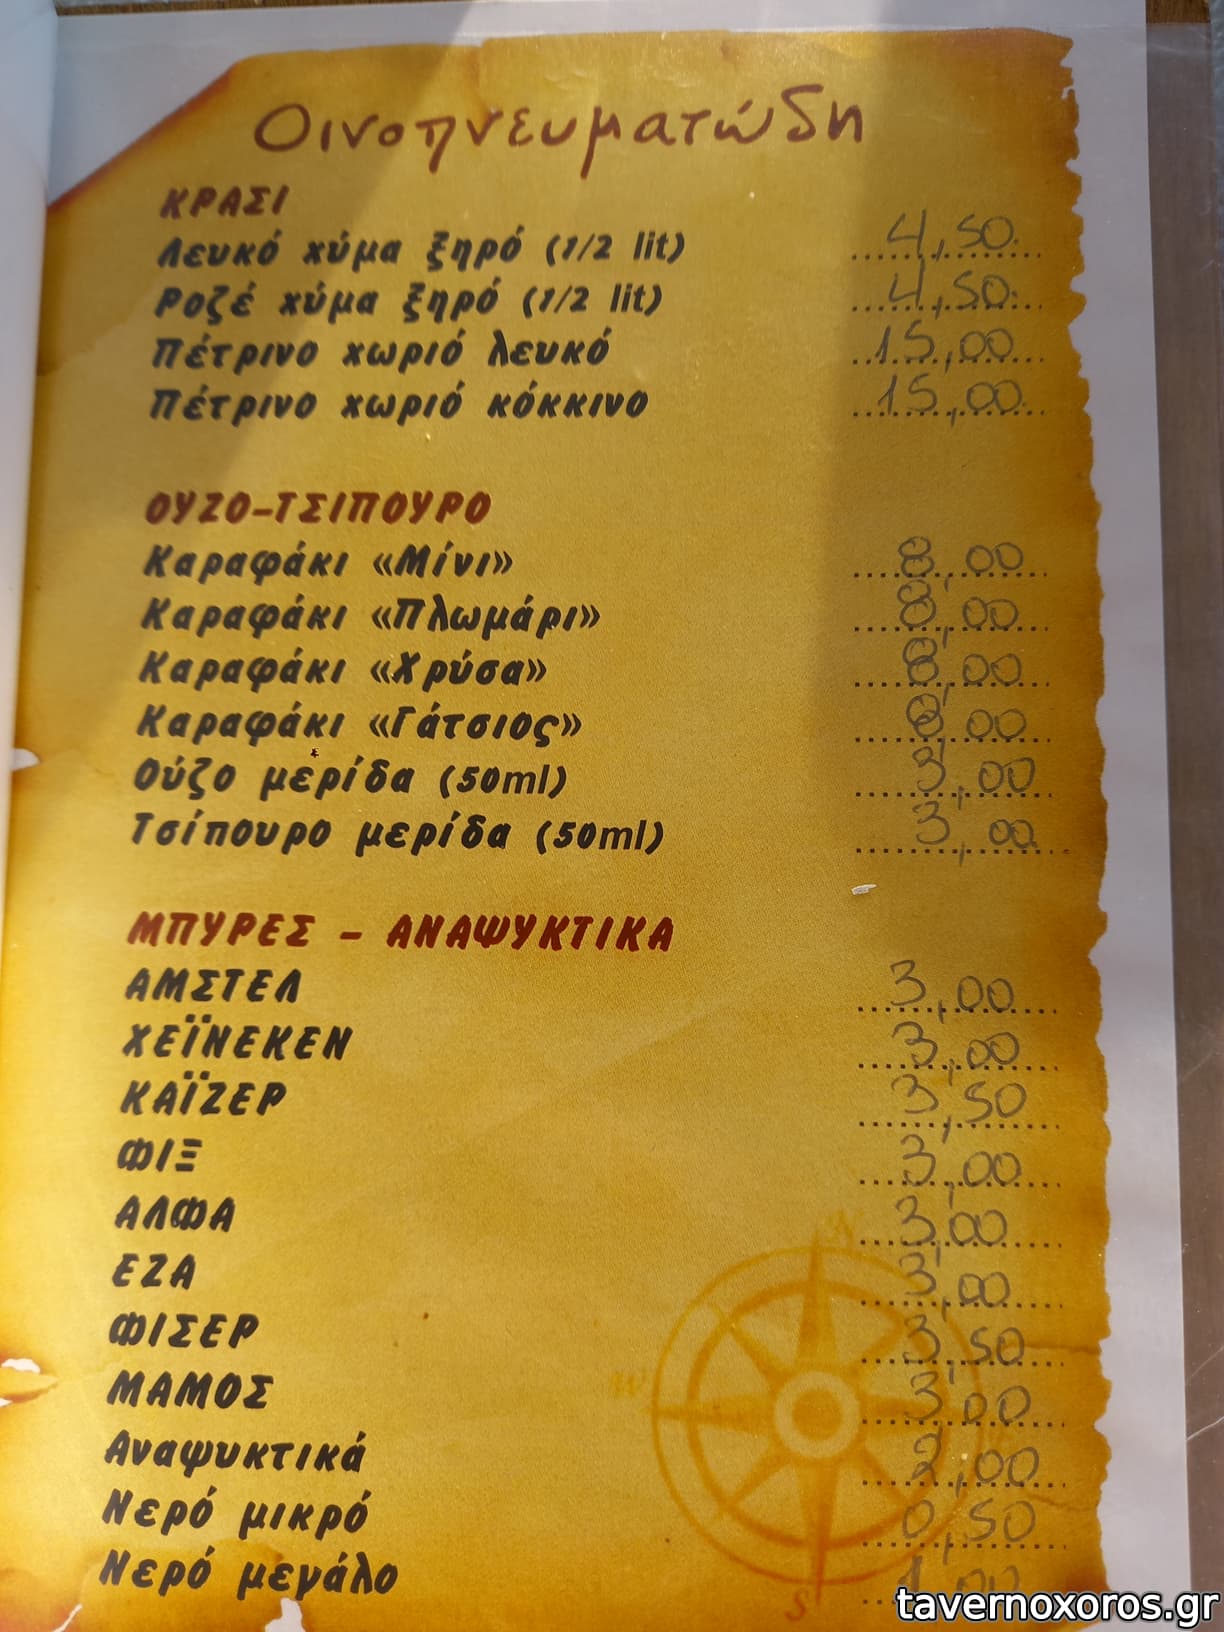 Οινοπνευματώδη
ΚΡΑΣΙ
Λευκό χύμα ξηρό (1/2 lit) 4,50
Ροζέ χύμα ξηρό (1/2 lit) 4,50
Πέτρινο χωριό λευκό 15,00
Πέτρινο χωριό κόκκινο 15,00
ΟΥΖΟ-ΤΣΙΠΟΥΡΟ
Καραφάκι «Μίνι» 8,00
Καραφάκι «Πλωμάρι» 8,00
Καραφάκι «Χρύσα» 8,00
Καραφάκι «Γάτσιος» 8,00
Ούζο μερίδα (50ml) 3,00
Τσίπουρο μερίδα (50ml) 3,00
ΜΠΥΡΕΣ - ΑΝΑΨΥΚΤΙΚΑ
ΑΜΣΤΕΛ 3,00
ΧΕΪΝΕΚΕΝ 3,00
ΚΑΪΖΕΡ 3,50
ΦΙΞ 3,00
ΑΛΦΑ 3,00
ΕΖΑ 3,00
ΦΙΣΕΡ 3,50
ΜΑΜΟΣ 3,00
Αναψυκτικά 2,00
Νερό μικρό 0,50
Νερό μεγάλο 1,00
W
S
tavernoxoros.gr